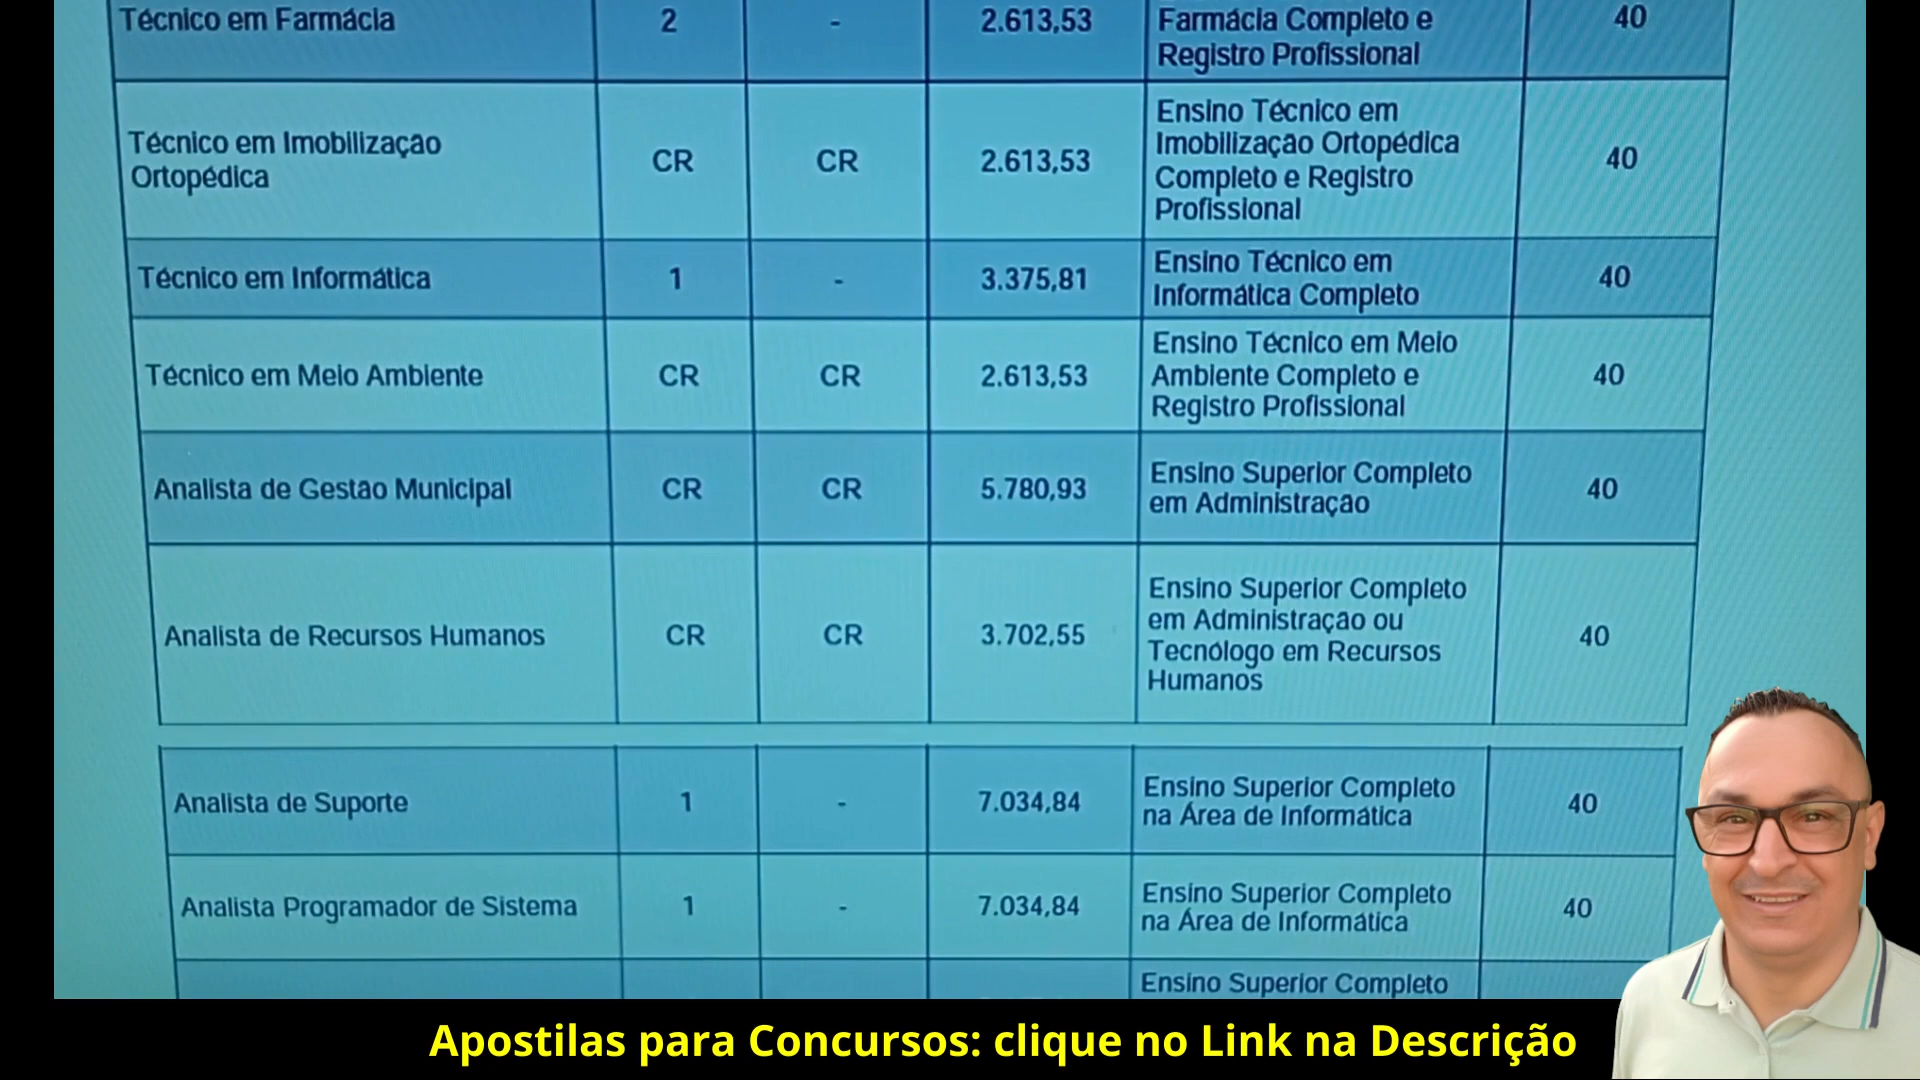 Técnico em Farmácia 2 - 2.613,53 Farmácia Completo e Registro Profissional 40
Técnico em Imobilização Ortopédica CR CR 2.613,53 Ensino Técnico em Imobilização Ortopédica Completo e Registro Profissional 40
Técnico em Informática 1 - 3.375,81 Ensino Técnico em Informática Completo 40
Técnico em Meio Ambiente CR CR 2.613,53 Ensino Técnico em Meio Ambiente Completo e Registro Profissional 40
Analista de Gestão Municipal CR CR 5.780,93 Ensino Superior Completo em Administração 40
Analista de Recursos Humanos CR CR 3.702,55 Ensino Superior Completo em Administração ou Tecnólogo em Recursos Humanos 40
Analista de Suporte 1 - 7.034,84 Ensino Superior Completo na Área de Informática 40
Analista Programador de Sistema 1 - 7.034,84 Ensino Superior Completo na Área de Informática 40
Ensino Superior Completo
Apostilas para Concursos: clique no Link na Descrição